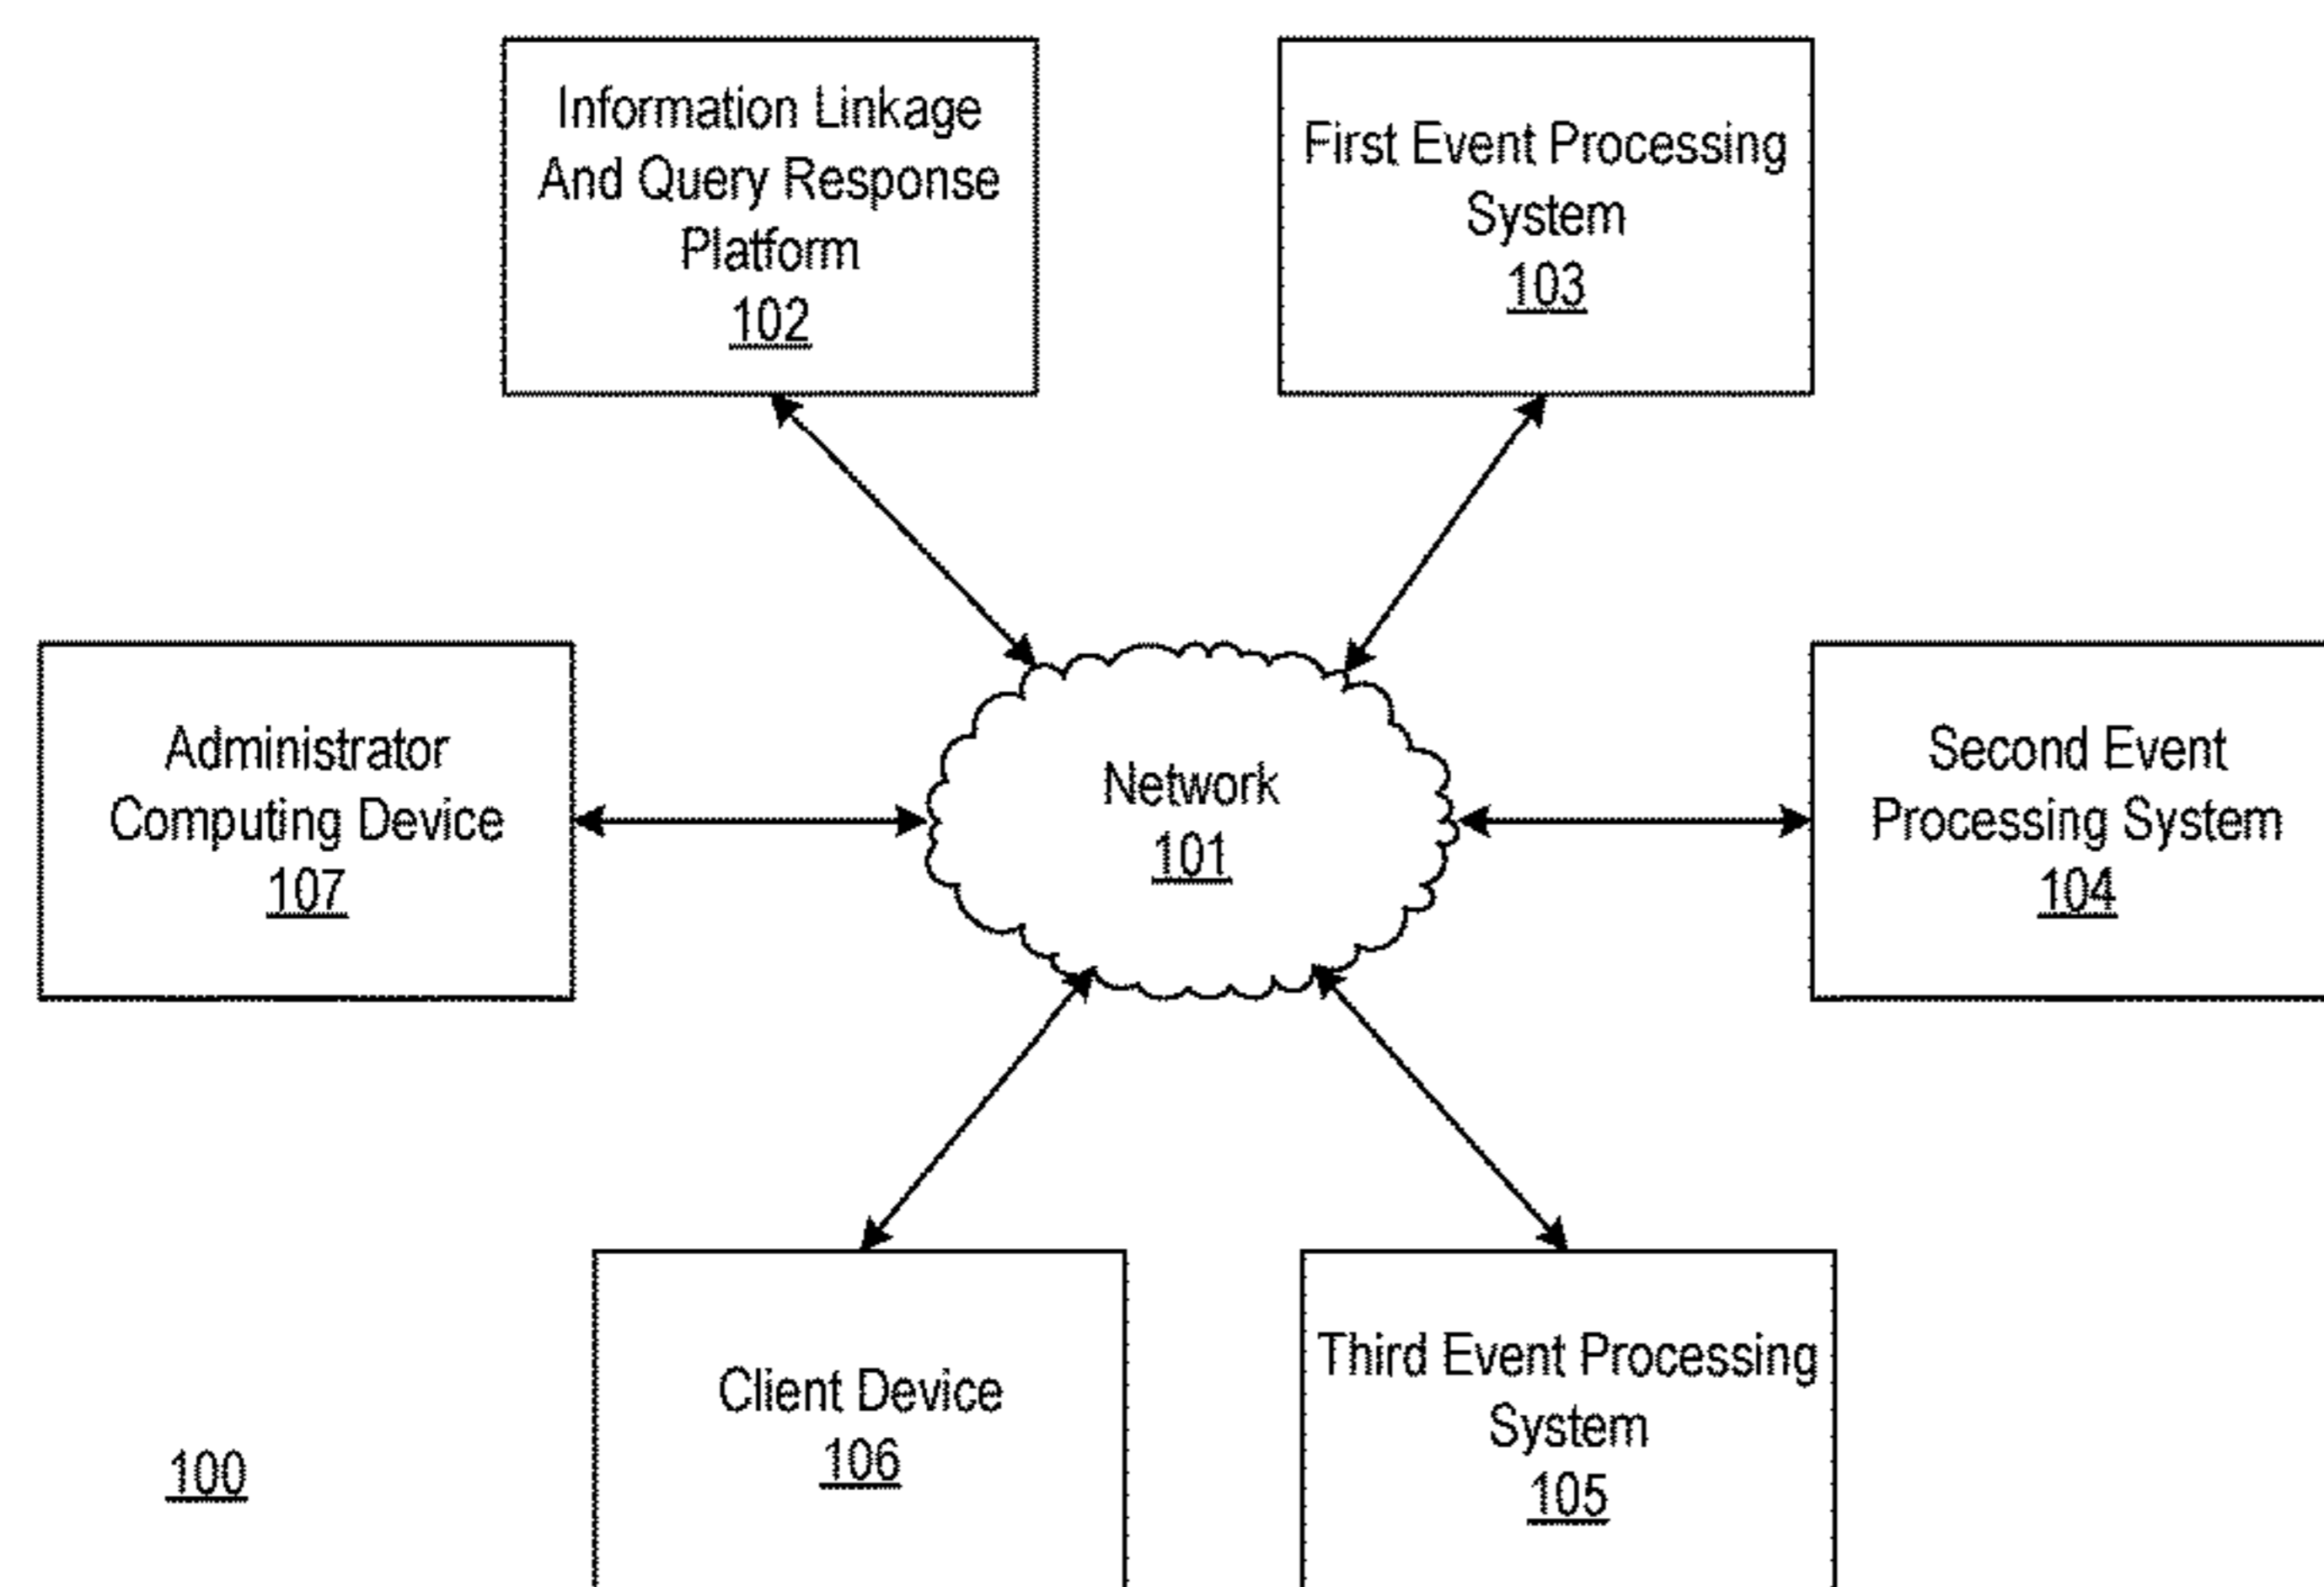 Information Linkage
And Query Response
Platform
102
First Event Processing
System
103
Administrator
Computing Device
107
Network
101
Second Event
Processing System
104
Client Device
106
Third Event Processing
System
105
100